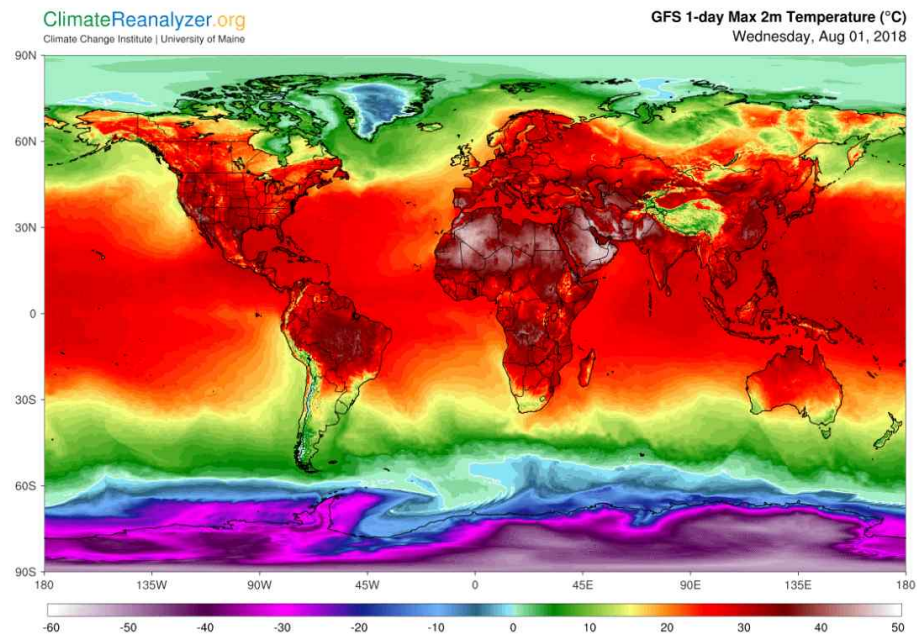 ClimateReanalyzer.org
Climate Change Institute | University of Maine
GFS 1-day Max 2m Temperature (°C)
Wednesday, Aug 01, 2018
90N
60N
30N
0
30S
60S
90S
180 135W 90W 45W 0 45E 90E 135E 180
-60 -50 -40 -30 -20 -10 0 10 20 30 40 50